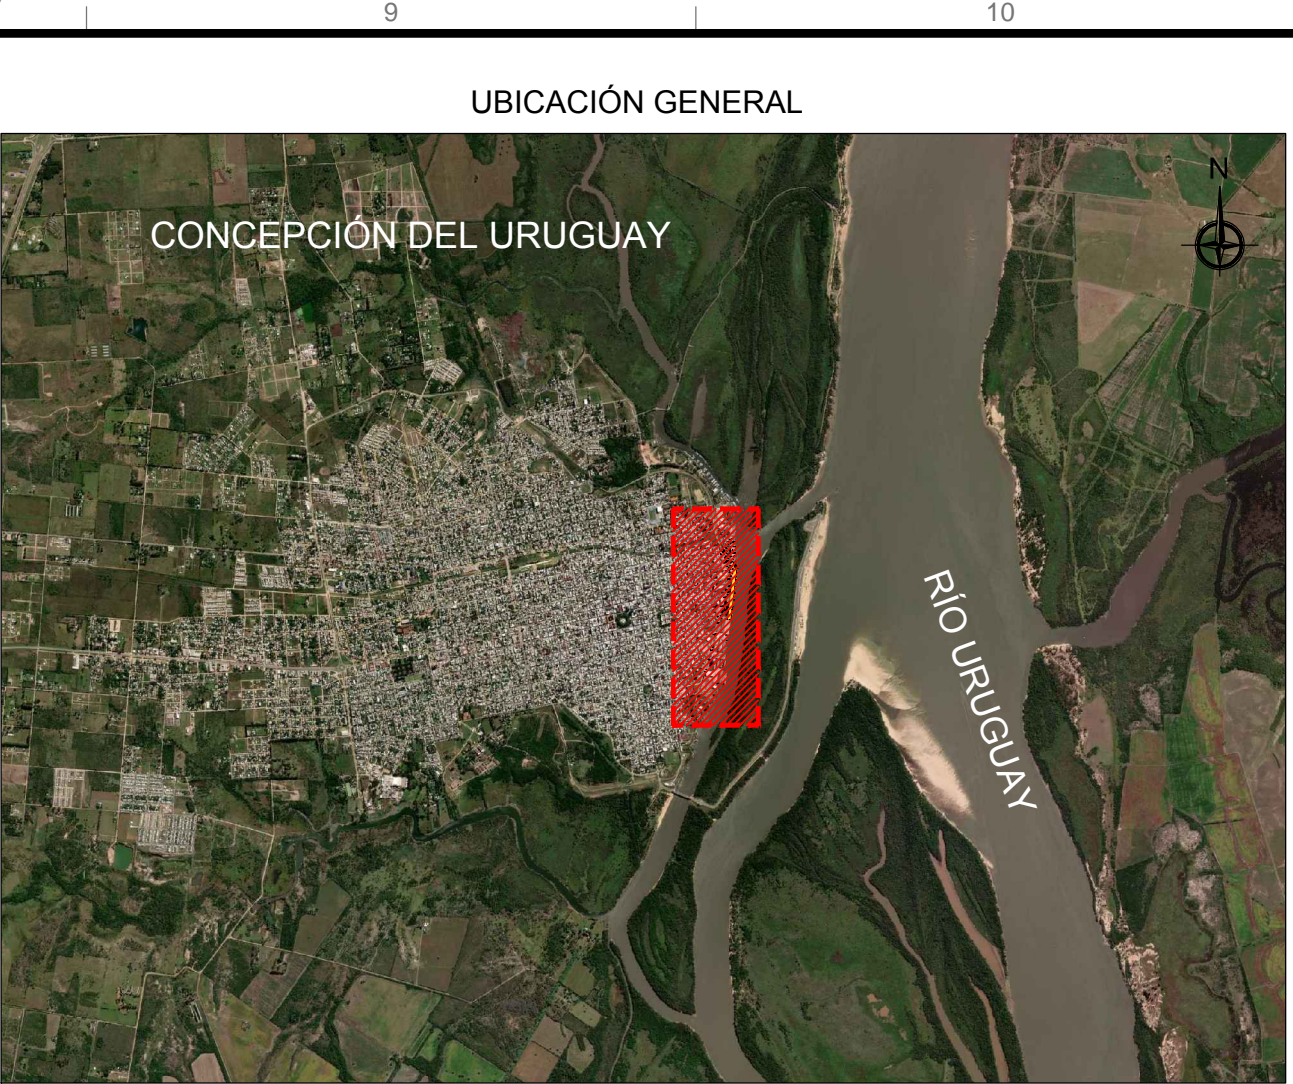 9
10
UBICACIÓN GENERAL
N
CONCEPCIÓN DEL URUGUAY
RÍO URUGUAY